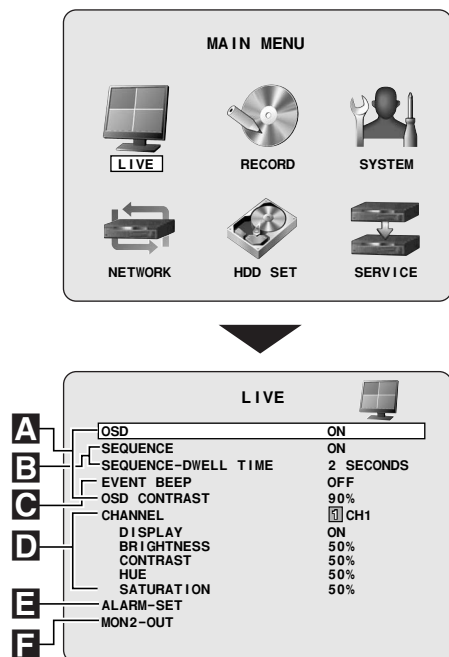 MAIN MENU
LIVE RECORD SYSTEM
NETWORK HDD SET SERVICE
LIVE
A OSD ON
B SEQUENCE ON
SEQUENCE-DWELL TIME 2 SECONDS
C EVENT BEEP OFF
OSD CONTRAST 90%
D CHANNEL 1 CH1
DISPLAY ON
BRIGHTNESS 50%
CONTRAST 50%
HUE 50%
SATURATION 50%
E ALARM-SET
F MON2-OUT